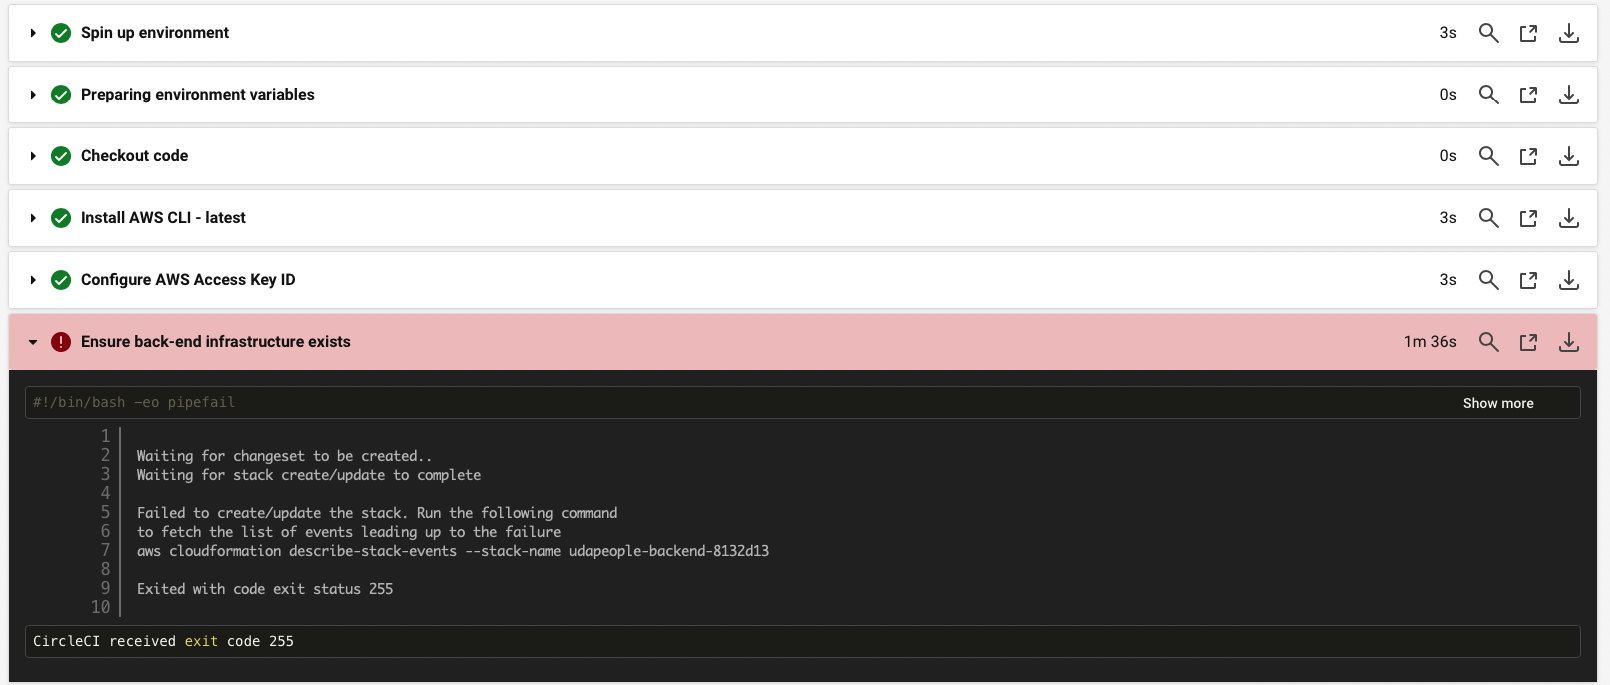 Spin up environment 3s
Preparing environment variables 0s
Checkout code 0s
Install AWS CLI - latest 3s
Configure AWS Access Key ID 3s
Ensure back-end infrastructure exists 1m 36s
#!/bin/bash -eo pipefail Show more
1
2 Waiting for changeset to be created..
3 Waiting for stack create/update to complete
4
5 Failed to create/update the stack. Run the following command
6 to fetch the list of events leading up to the failure
7 aws cloudformation describe-stack-events --stack-name udapeople-backend-8132d13
8
9 Exited with code exit status 255
10
CircleCI received exit code 255